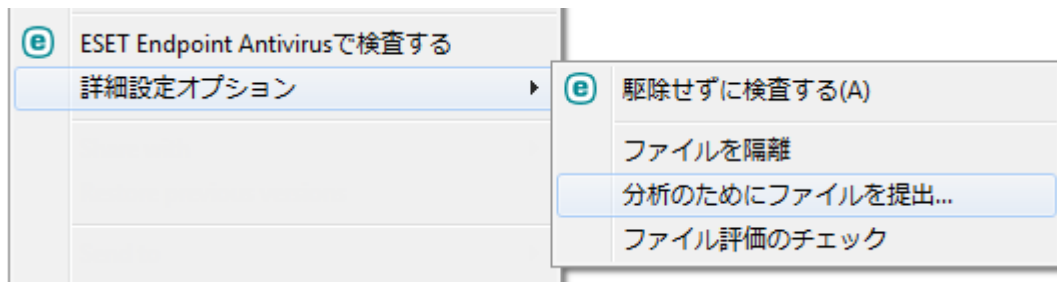 ESET Endpoint Antivirusで検査する
詳細設定オプション
駆除せずに検査する(A)
ファイルを隔離
分析のためにファイルを提出...
ファイル評価のチェック